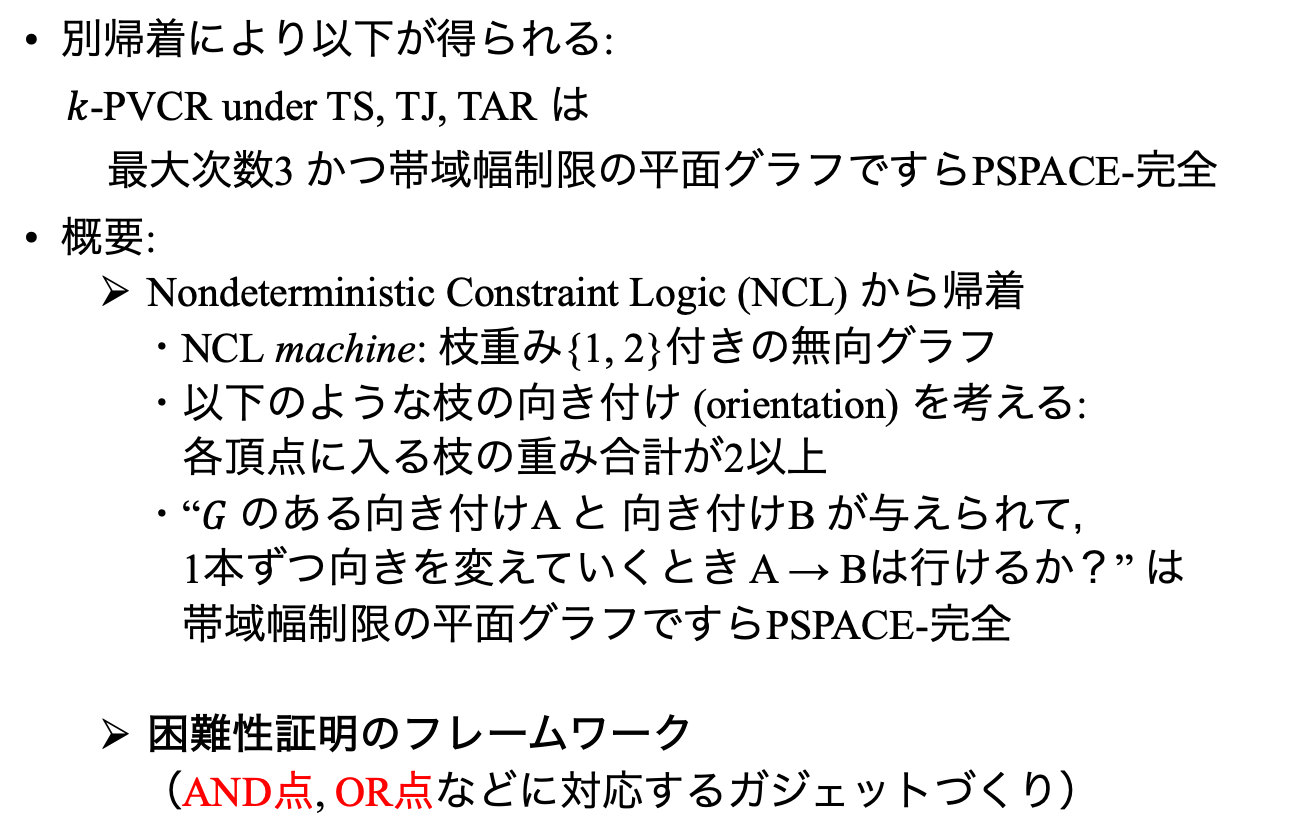 • 別帰着により以下が得られる:
k-PVCR under TS, TJ, TAR は
最大次数3 かつ帯域幅制限の平面グラフですらPSPACE-完全
• 概要:
➢ Nondeterministic Constraint Logic (NCL) から帰着
・NCL machine: 枝重み{1, 2}付きの無向グラフ
・以下のような枝の向き付け (orientation) を考える:
各頂点に入る枝の重み合計が2以上
・“G のある向き付けA と 向き付けB が与えられて,
1本ずつ向きを変えていくとき A → Bは行けるか？” は
帯域幅制限の平面グラフですらPSPACE-完全
➢ 困難性証明のフレームワーク
（AND点, OR点などに対応するガジェットづくり）